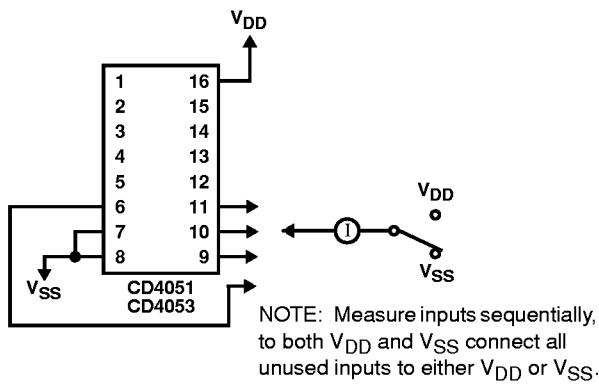 VDD
1 16
2 15
3 14
4 13
5 12
6 11
7 10
8 9
VSS
CD4051
CD4053
I
VDD
VSS
NOTE: Measure inputs sequentially,
to both VDD and VSS connect all
unused inputs to either VDD or VSS.